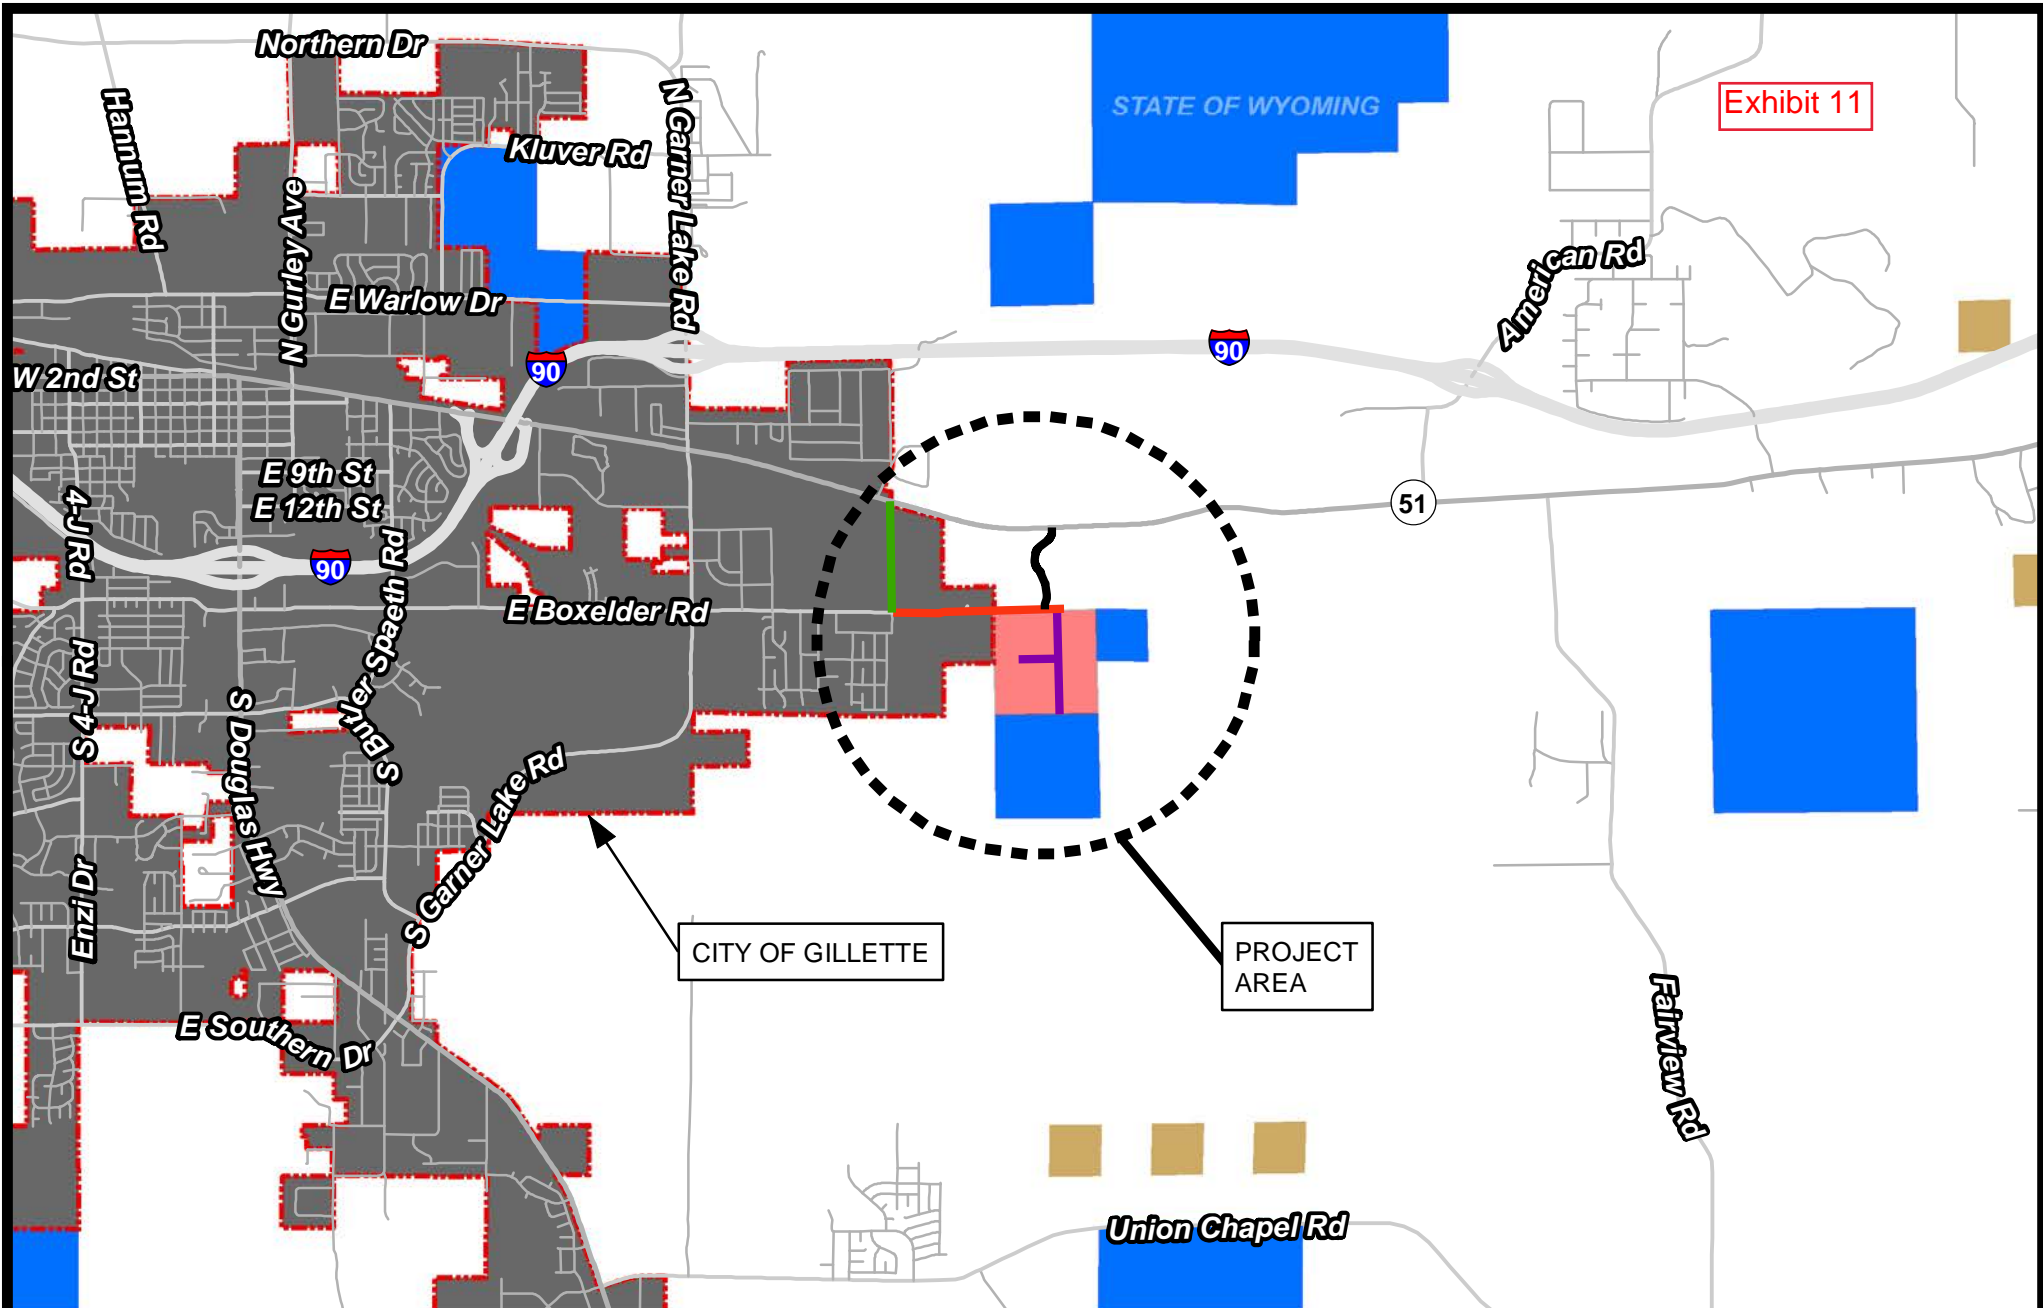 Northern Dr
Hannum Rd
N Garner Lake Rd
STATE OF WYOMING
Exhibit 11
Kluver Rd
N Gurley Ave
American Rd
E Warlow Dr
90
90
W 2nd St
E 9th St
E 12th St
4-J Rd
51
90
S Butler Spaeth Rd
E Boxelder Rd
S 4-J Rd
S Douglas Hwy
S Garner Lake Rd
Enzi Dr
CITY OF GILLETTE
PROJECT
AREA
E Southern Dr
Fairview Rd
Union Chapel Rd